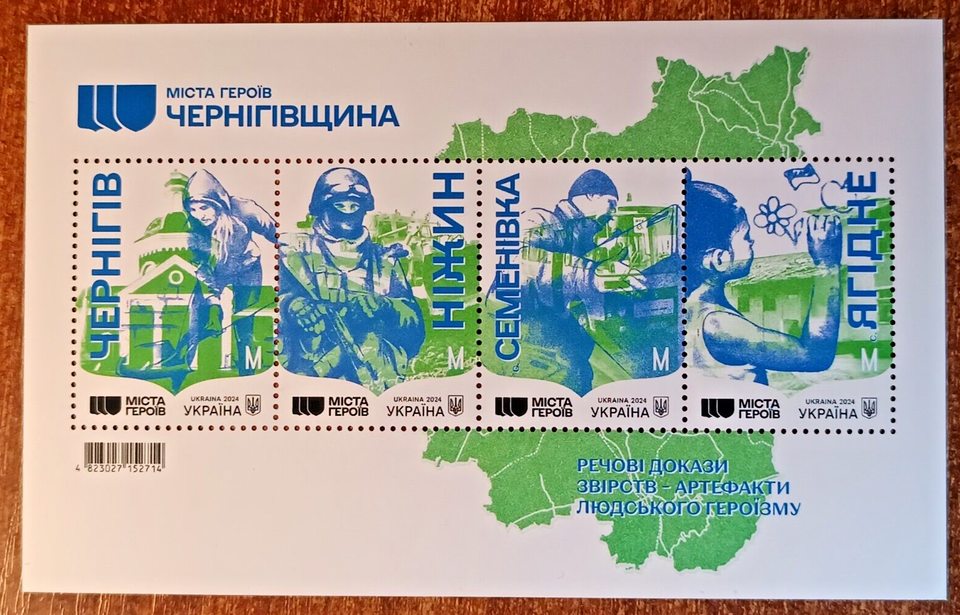 МІСТА ГЕРОЇВ
ЧЕРНІГІВЩИНА
ЧЕРНІГІВ
M
МІСТА
ГЕРОЇВ
UKRAINA 2024
УКРАЇНА
НІЖИН
M
МІСТА
ГЕРОЇВ
UKRAINA 2024
УКРАЇНА
С. СЕМЕНІВКА
M
МІСТА
ГЕРОЇВ
UKRAINA 2024
УКРАЇНА
С. ЯГІДНЕ
M
МІСТА
ГЕРОЇВ
UKRAINA 2024
УКРАЇНА
4 823027 152714
РЕЧОВІ ДОКАЗИ
ЗВІРСТВ – АРТЕФАКТИ
ЛЮДСЬКОГО ГЕРОЇЗМУ